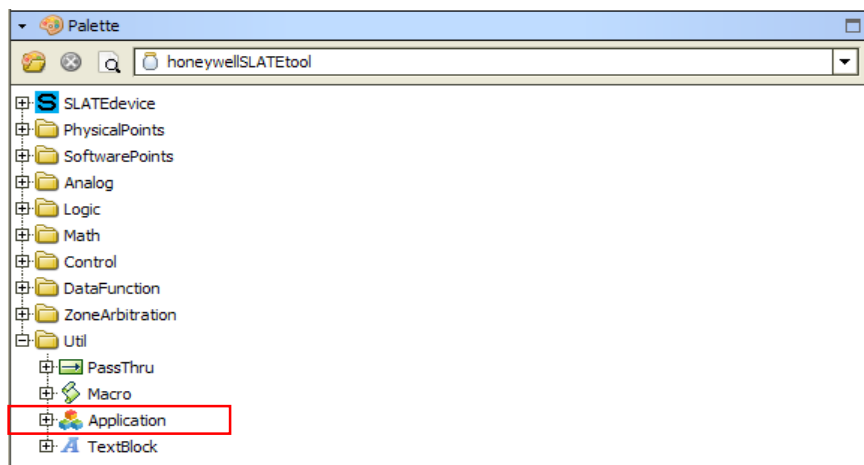 Palette
honeywellSLATEtool
S SLATEdevice
PhysicalPoints
SoftwarePoints
Analog
Logic
Math
Control
DataFunction
ZoneArbitration
Util
PassThru
Macro
Application
A TextBlock